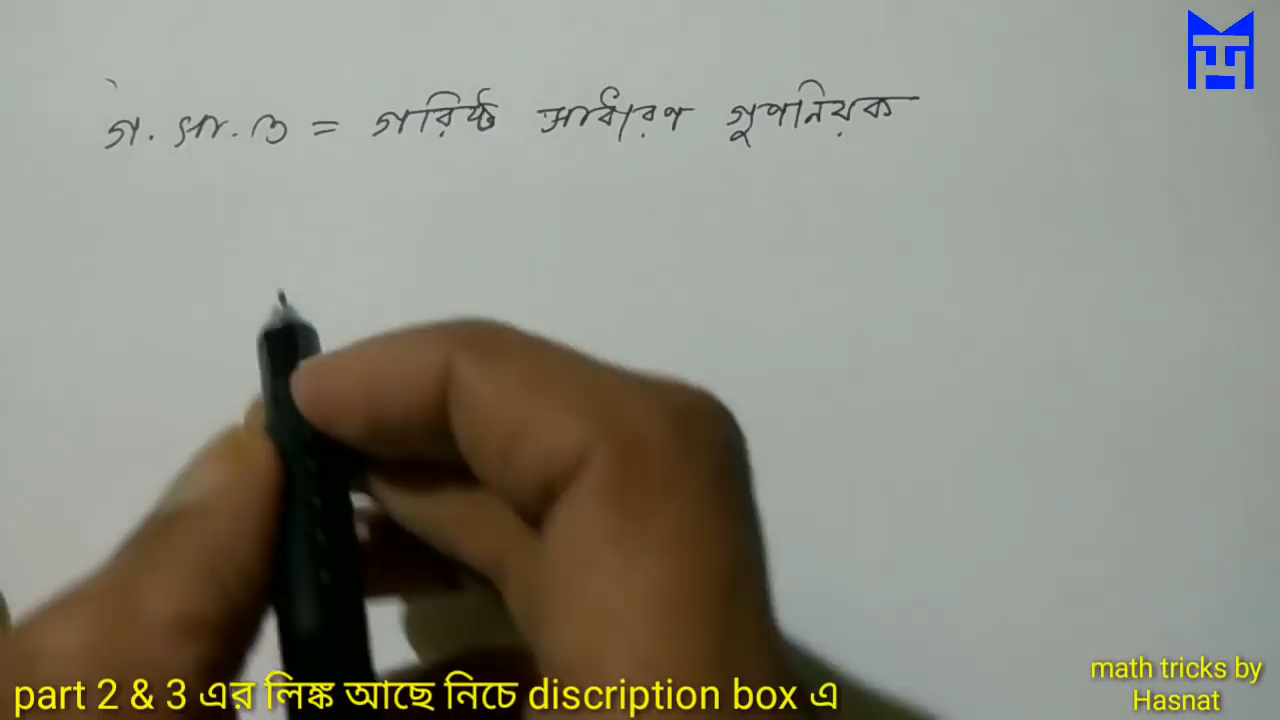 গ. সা. গু = গরিষ্ঠ সাধারণ গুণনিয়ক
part 2 & 3 এর লিঙ্ক আছে নিচে discription box এ
math tricks by
Hasnat